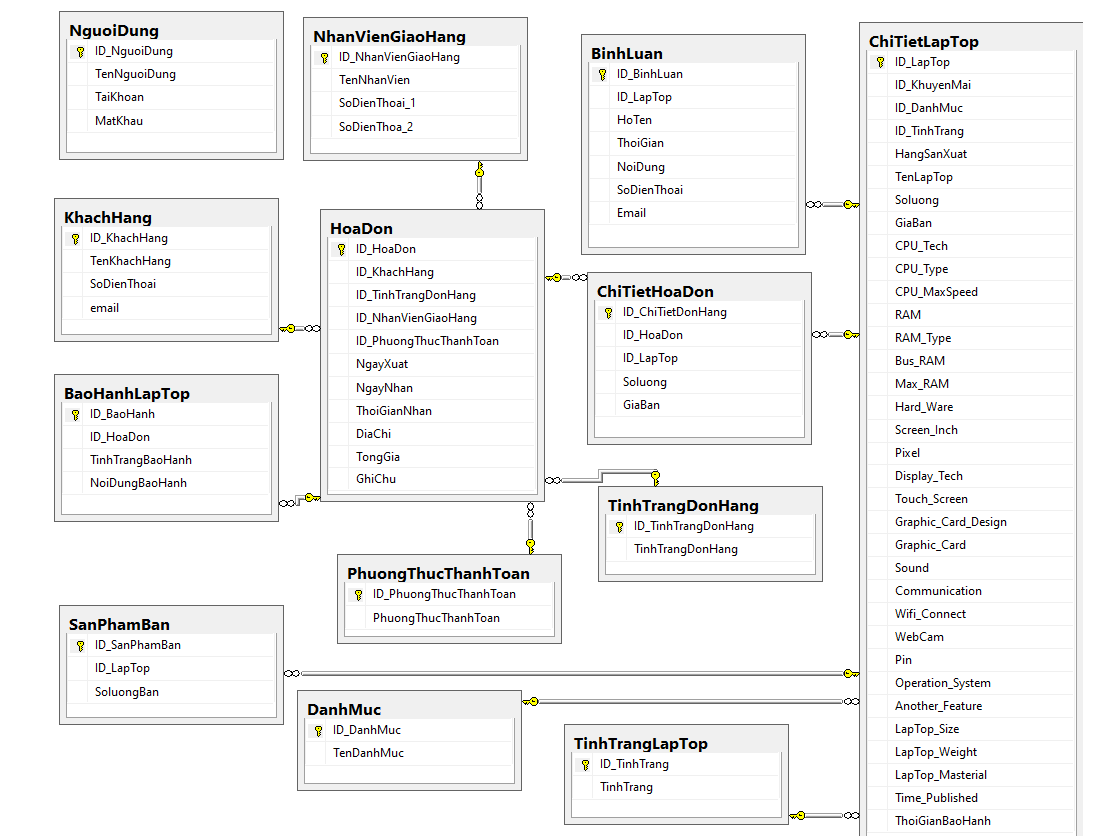 NguoiDung
ID_NguoiDung
TenNguoiDung
TaiKhoan
MatKhau
NhanVienGiaoHang
ID_NhanVienGiaoHang
TenNhanVien
SoDienThoai_1
SoDienThoa_2
BinhLuan
ID_BinhLuan
ID_LapTop
HoTen
ThoiGian
NoiDung
SoDienThoai
Email
ChiTietLapTop
ID_LapTop
ID_KhuyenMai
ID_DanhMuc
ID_TinhTrang
HangSanXuat
TenLapTop
Soluong
GiaBan
CPU_Tech
CPU_Type
CPU_MaxSpeed
RAM
RAM_Type
Bus_RAM
Max_RAM
Hard_Ware
Screen_Inch
Pixel
Display_Tech
Touch_Screen
Graphic_Card_Design
Graphic_Card
Sound
Communication
Wifi_Connect
WebCam
Pin
Operation_System
Another_Feature
LapTop_Size
LapTop_Weight
LapTop_Masterial
Time_Published
ThoiGianBaoHanh
KhachHang
ID_KhachHang
TenKhachHang
SoDienThoai
email
HoaDon
ID_HoaDon
ID_KhachHang
ID_TinhTrangDonHang
ID_NhanVienGiaoHang
ID_PhuongThucThanhToan
NgayXuat
NgayNhan
ThoiGianNhan
DiaChi
TongGia
GhiChu
ChiTietHoaDon
ID_ChiTietDonHang
ID_HoaDon
ID_LapTop
Soluong
GiaBan
BaoHanhLapTop
ID_BaoHanh
ID_HoaDon
TinhTrangBaoHanh
NoiDungBaoHanh
TinhTrangDonHang
ID_TinhTrangDonHang
TinhTrangDonHang
PhuongThucThanhToan
ID_PhuongThucThanhToan
PhuongThucThanhToan
SanPhamBan
ID_SanPhamBan
ID_LapTop
SoluongBan
DanhMuc
ID_DanhMuc
TenDanhMuc
TinhTrangLapTop
ID_TinhTrang
TinhTrang